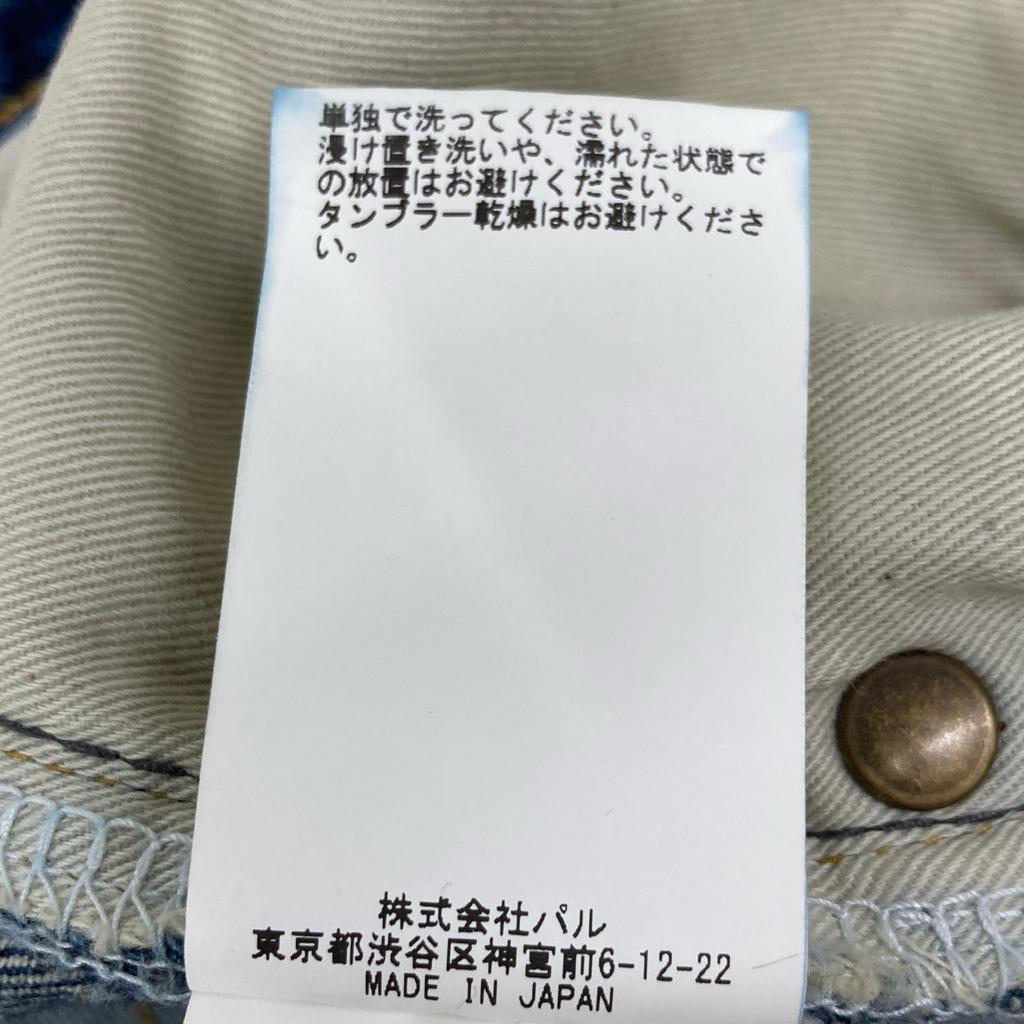 単独で洗ってください。
浸け置き洗いや、濡れた状態で
の放置はお避けください。
タンブラー乾燥はお避けくださ
い。
株式会社パル
東京都渋谷区神宮前6-12-22
MADE IN JAPAN